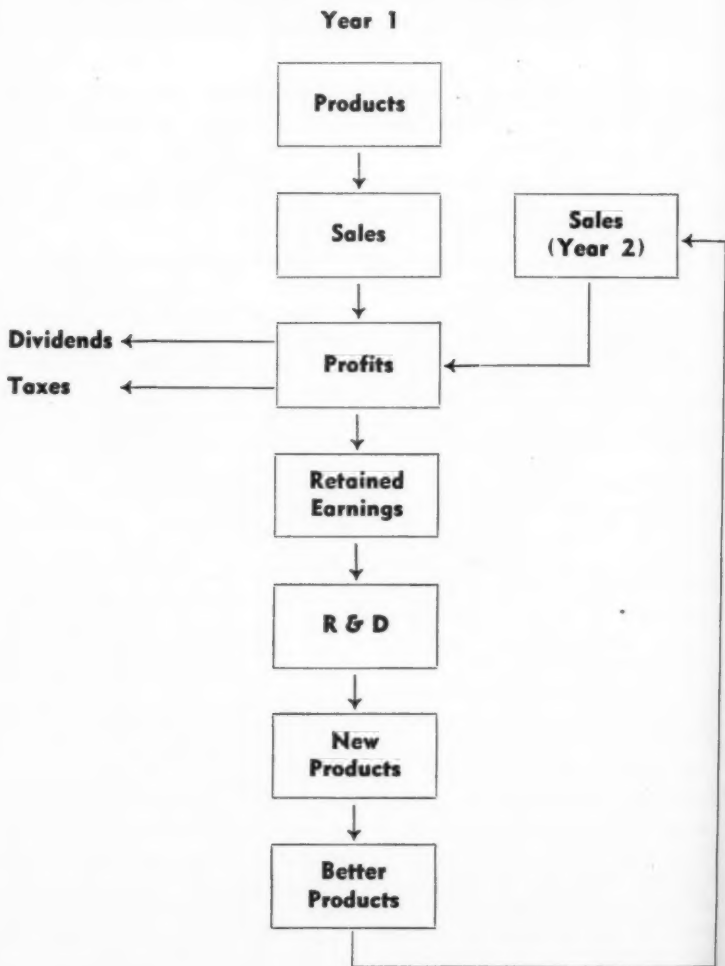 Year 1
Products
Sales
Sales
(Year 2)
Dividends
Profits
Taxes
Retained
Earnings
R & D
New
Products
Better
Products